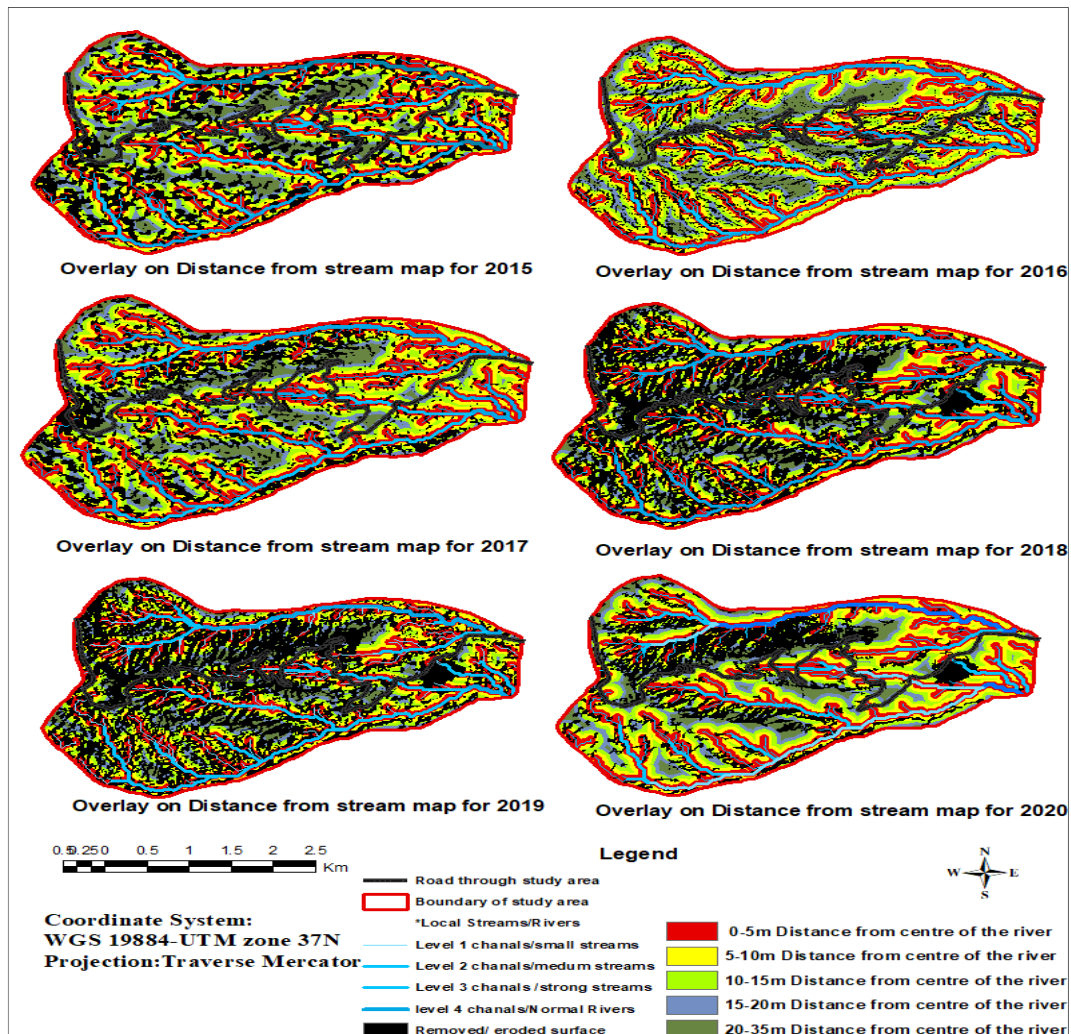 Overlay on Distance from stream map for 2015
Overlay on Distance from stream map for 2016
Overlay on Distance from stream map for 2017
Overlay on Distance from stream map for 2018
Overlay on Distance from stream map for 2019
Overlay on Distance from stream map for 2020
0.50.250 0.5 1 1.5 2 2.5
Km
Coordinate System:
WGS 19884-UTM zone 37N
Projection:Traverse Mercator
Legend
Road through study area
Boundary of study area
*Local Streams/Rivers
Level 1 chanals/small streams
Level 2 chanals/medum streams
Level 3 chanals /strong streams
level 4 chanals/Normal Rivers
Removed/ eroded surface
N
W E
S
0-5m Distance from centre of the river
5-10m Distance from centre of the river
10-15m Distance from centre of the river
15-20m Distance from centre of the river
20-35m Distance from centre of the river